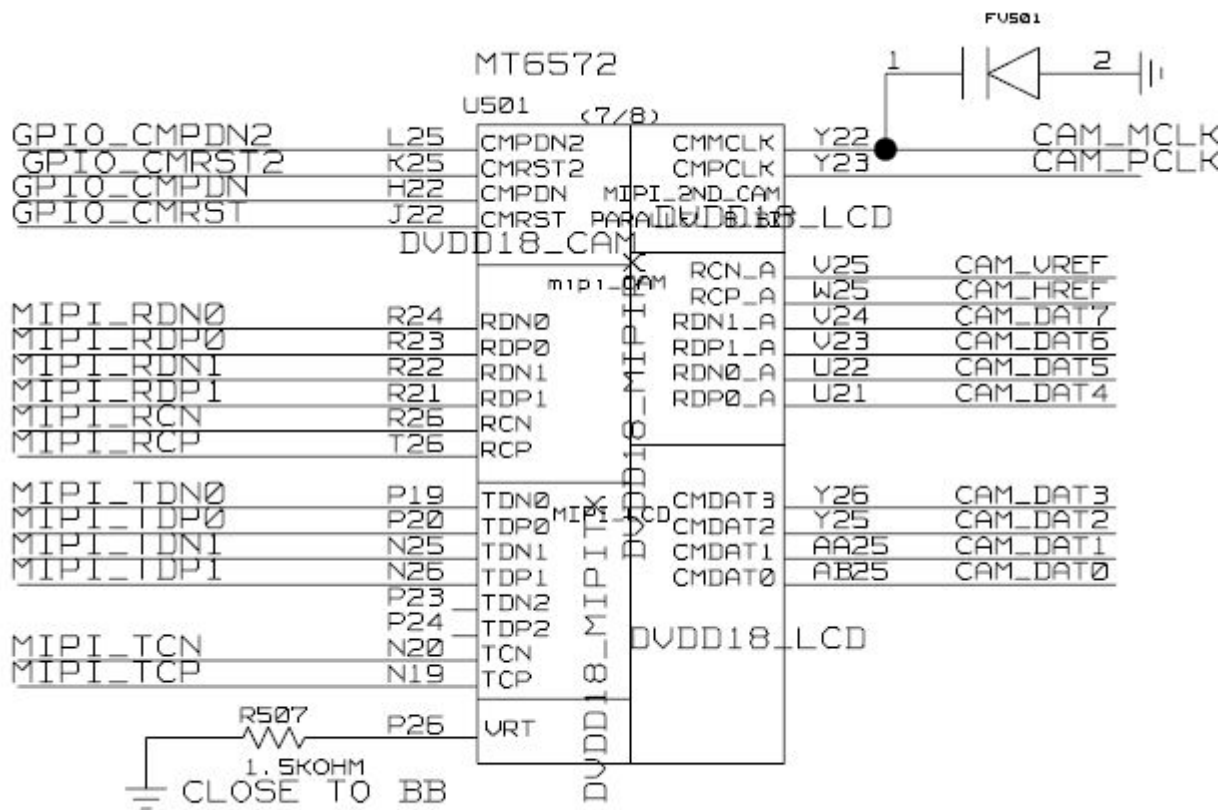 FV501
MT6572
1 2
U501
(7/8)
GPIO_CMPDN2 L25 CMPDN2 CMMCLK Y22 CAM_MCLK
GPIO_CMRST2 K25 CMRST2 CMPCLK Y23 CAM_PCLK
GPIO_CMPDN H22 CMPDN MIPI_2ND_CAM
GPIO_CMRST J22 CMRST
DVDD18_LCD
DVDD18_CAM
mipi_CAM
RCN_A V25 CAM_VREF
RCP_A W25 CAM_HREF
MIPI_RDN0 R24 RDN0 RDN1_A V24 CAM_DAT7
MIPI_RDP0 R23 RDP0 RDP1_A V23 CAM_DAT6
MIPI_RDN1 R22 RDN1 RDN0_A U22 CAM_DAT5
MIPI_RDP1 R21 RDP1 RDP0_A U21 CAM_DAT4
MIPI_RCN R26 RCN
MIPI_RCP T26 RCP
DVDD18_MIPIRX
MIPI_TDN0 P19 TDN0 CMDAT3 Y26 CAM_DAT3
MIPI_TDP0 P20 TDP0 MIPI_LCD CMDAT2 Y25 CAM_DAT2
MIPI_TDN1 N25 TDN1 CMDAT1 AA25 CAM_DAT1
MIPI_TDP1 N26 TDP1 CMDAT0 AB25 CAM_DAT0
P23 TDN2
P24 TDP2
DVDD18_LCD
MIPI_TCN N20 TCN
MIPI_TCP N19 TCP
DVDD18_MIPITX
R507 P26 VRT
1.5KOHM
CLOSE TO BB